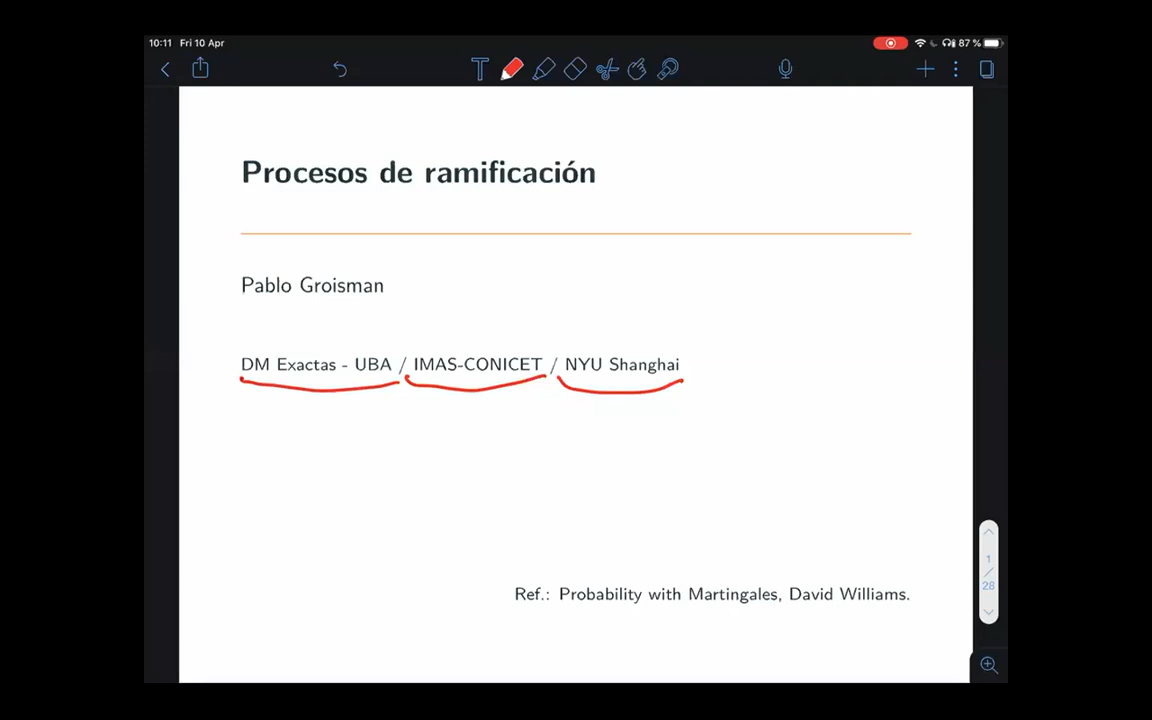 10:11 Fri 10 Apr 87 %
Procesos de ramificación
Pablo Groisman
DM Exactas - UBA / IMAS-CONICET / NYU Shanghai
Ref.: Probability with Martingales, David Williams.
1
/
28